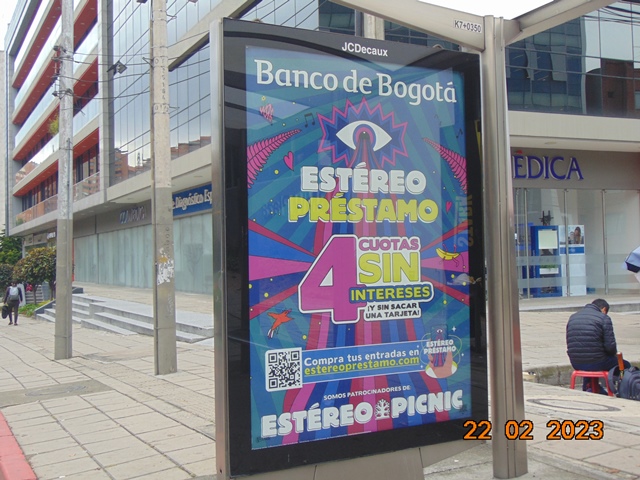 K7+0350
JCDecaux
Banco de Bogotá
ESTÉREO
PRÉSTAMO
4 CUOTAS
SIN
INTERESES
¡Y SIN SACAR
UNA TARJETA!
Compra tus entradas en
estereoprestamo.com
ESTÉREO
PRÉSTAMO
SOMOS PATROCINADORES DE
ESTÉREO PICNIC
ÉDICA
22 02 2023